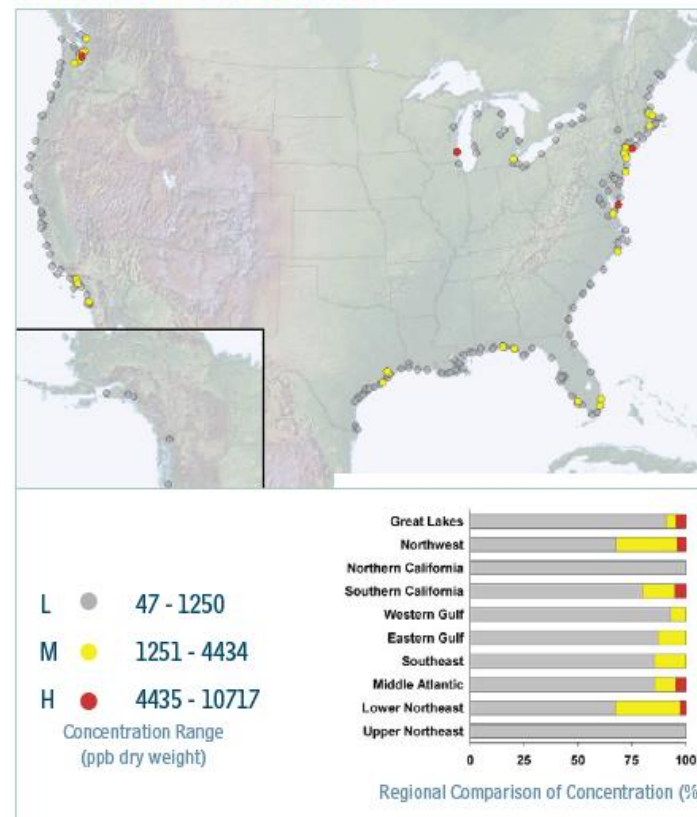 Great Lakes
Northwest
Northern California
Southern California
Western Gulf
Eastern Gulf
Southeast
Middle Atlantic
Lower Northeast
Upper Northeast
0 25 50 75 100
Regional Comparison of Concentration (%
L 47 - 1250
M 1251 - 4434
H 4435 - 10717
Concentration Range
(ppb dry weight)